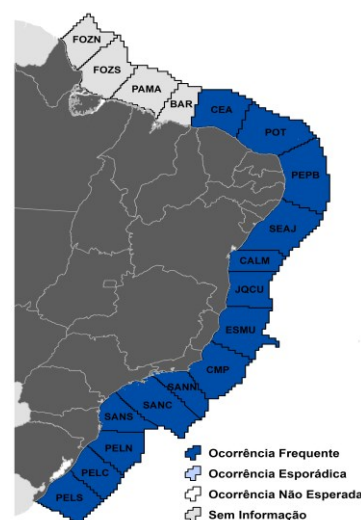 FOZN
FOZS
PAMA
BAR
CEA
POT
PEPB
SEAJ
CALM
JQCU
ESMU
CMP
SANN
SANC
SANS
PELN
PELC
PELS
Ocorrência Frequente
Ocorrência Esporádica
Ocorrência Não Esperada
Sem Informação